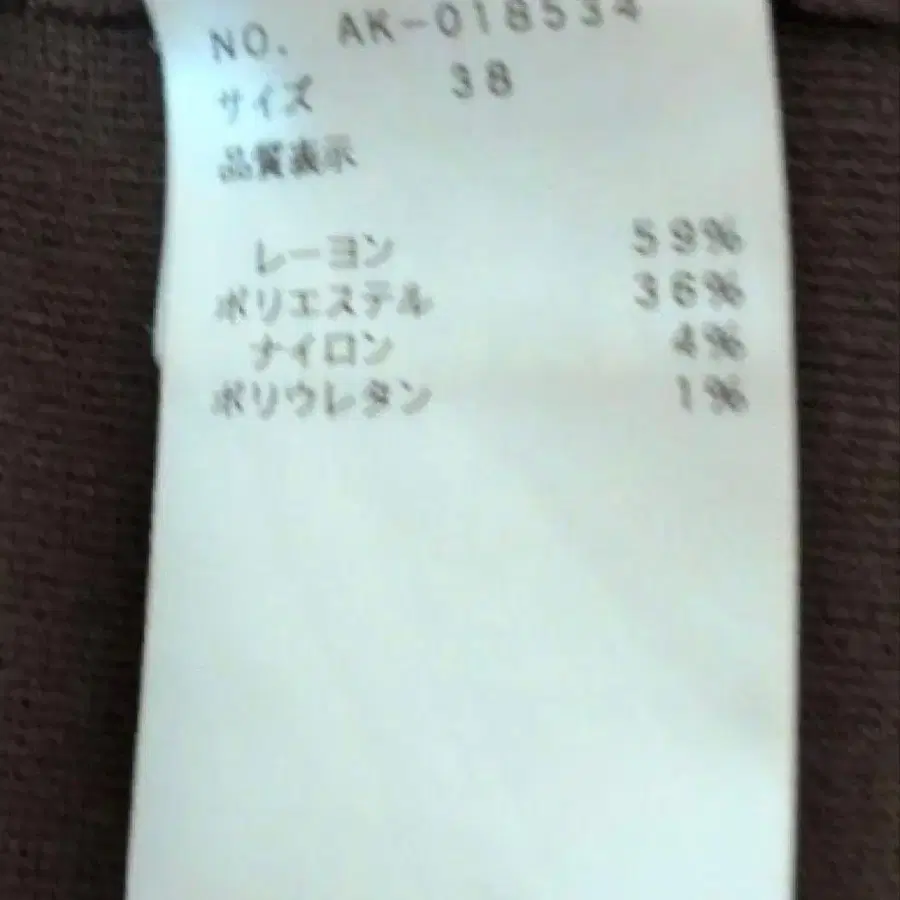 NO. AK-018534
サイズ 38
品質表示
レーヨン 59%
ポリエステル 36%
ナイロン 4%
ポリウレタン 1%